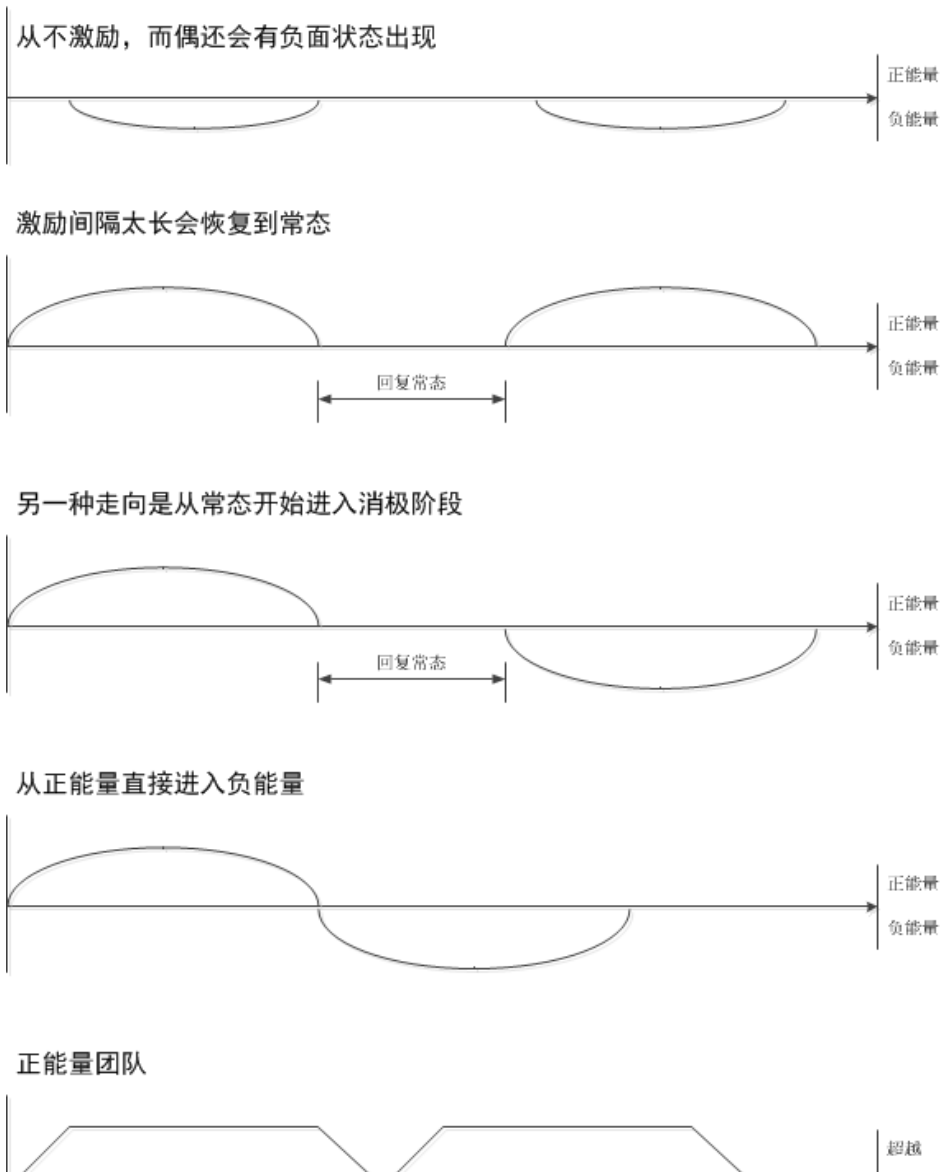 从不激励，而偶还会有负面状态出现
正能量
负能量
激励间隔太长会恢复到常态
正能量
负能量
回复常态
另一种走向是从常态开始进入消极阶段
正能量
负能量
回复常态
从正能量直接进入负能量
正能量
负能量
正能量团队
超越